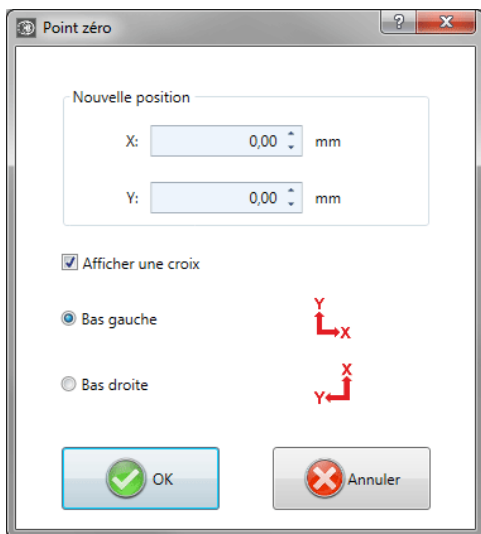 Point zéro
?
Nouvelle position
X: 0,00 mm
Y: 0,00 mm
Afficher une croix
Y
Bas gauche
X
X
Bas droite
Y
OK Annuler